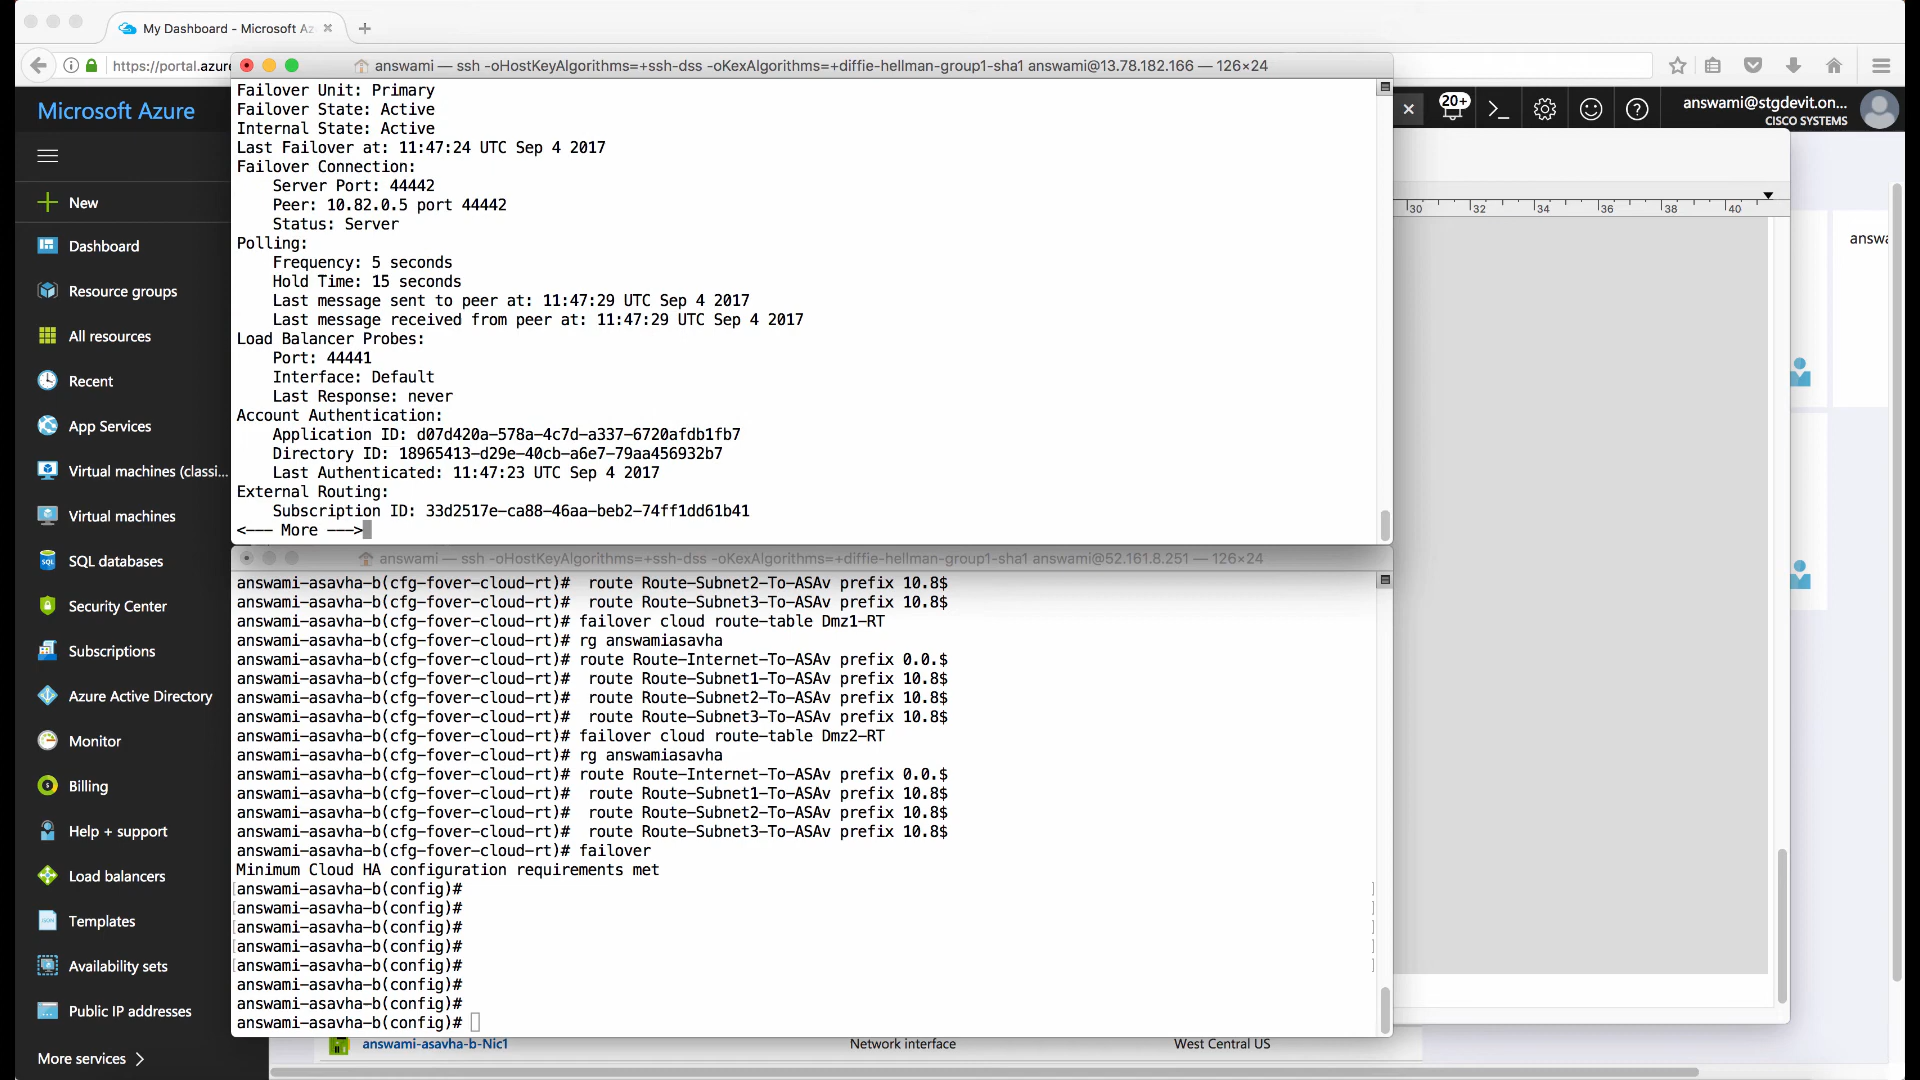 My Dashboard - Microsoft Az
https://portal.azure
answami — ssh -oHostKeyAlgorithms=+ssh-dss -oKexAlgorithms=+diffie-hellman-group1-sha1 answami@13.78.182.166 — 126×24
Microsoft Azure
20+
answami@stgdevit.on...
CISCO SYSTEMS
New
Dashboard
Resource groups
All resources
Recent
App Services
Virtual machines (classi...
Virtual machines
SQL databases
Security Center
Subscriptions
Azure Active Directory
Monitor
Billing
Help + support
Load balancers
Templates
Availability sets
Public IP addresses
More services
Failover Unit: Primary
Failover State: Active
Internal State: Active
Last Failover at: 11:47:24 UTC Sep 4 2017
Failover Connection:
Server Port: 44442
Peer: 10.82.0.5 port 44442
Status: Server
Polling:
Frequency: 5 seconds
Hold Time: 15 seconds
Last message sent to peer at: 11:47:29 UTC Sep 4 2017
Last message received from peer at: 11:47:29 UTC Sep 4 2017
Load Balancer Probes:
Port: 44441
Interface: Default
Last Response: never
Account Authentication:
Application ID: d07d420a-578a-4c7d-a337-6720afdb1fb7
Directory ID: 18965413-d29e-40cb-a6e7-79aa456932b7
Last Authenticated: 11:47:23 UTC Sep 4 2017
External Routing:
Subscription ID: 33d2517e-ca88-46aa-beb2-74ff1dd61b41
<--- More --->
answami — ssh -oHostKeyAlgorithms=+ssh-dss -oKexAlgorithms=+diffie-hellman-group1-sha1 answami@52.161.8.251 — 126×24
answami-asavha-b(cfg-fover-cloud-rt)#  route Route-Subnet2-To-ASAv prefix 10.8$
answami-asavha-b(cfg-fover-cloud-rt)#  route Route-Subnet3-To-ASAv prefix 10.8$
answami-asavha-b(cfg-fover-cloud-rt)# failover cloud route-table Dmz1-RT
answami-asavha-b(cfg-fover-cloud-rt)# rg answamiasavha
answami-asavha-b(cfg-fover-cloud-rt)# route Route-Internet-To-ASAv prefix 0.0.$
answami-asavha-b(cfg-fover-cloud-rt)#  route Route-Subnet1-To-ASAv prefix 10.8$
answami-asavha-b(cfg-fover-cloud-rt)#  route Route-Subnet2-To-ASAv prefix 10.8$
answami-asavha-b(cfg-fover-cloud-rt)#  route Route-Subnet3-To-ASAv prefix 10.8$
answami-asavha-b(cfg-fover-cloud-rt)# failover cloud route-table Dmz2-RT
answami-asavha-b(cfg-fover-cloud-rt)# rg answamiasavha
answami-asavha-b(cfg-fover-cloud-rt)# route Route-Internet-To-ASAv prefix 0.0.$
answami-asavha-b(cfg-fover-cloud-rt)#  route Route-Subnet1-To-ASAv prefix 10.8$
answami-asavha-b(cfg-fover-cloud-rt)#  route Route-Subnet2-To-ASAv prefix 10.8$
answami-asavha-b(cfg-fover-cloud-rt)#  route Route-Subnet3-To-ASAv prefix 10.8$
answami-asavha-b(cfg-fover-cloud-rt)# failover
Minimum Cloud HA configuration requirements met
[answami-asavha-b(config)# ]
[answami-asavha-b(config)# ]
[answami-asavha-b(config)# ]
[answami-asavha-b(config)# ]
[answami-asavha-b(config)# ]
answami-asavha-b(config)#
answami-asavha-b(config)#
answami-asavha-b(config)#
30 32 34 36 38 40
answa
answami-asavha-b-Nic1 Network interface West Central US